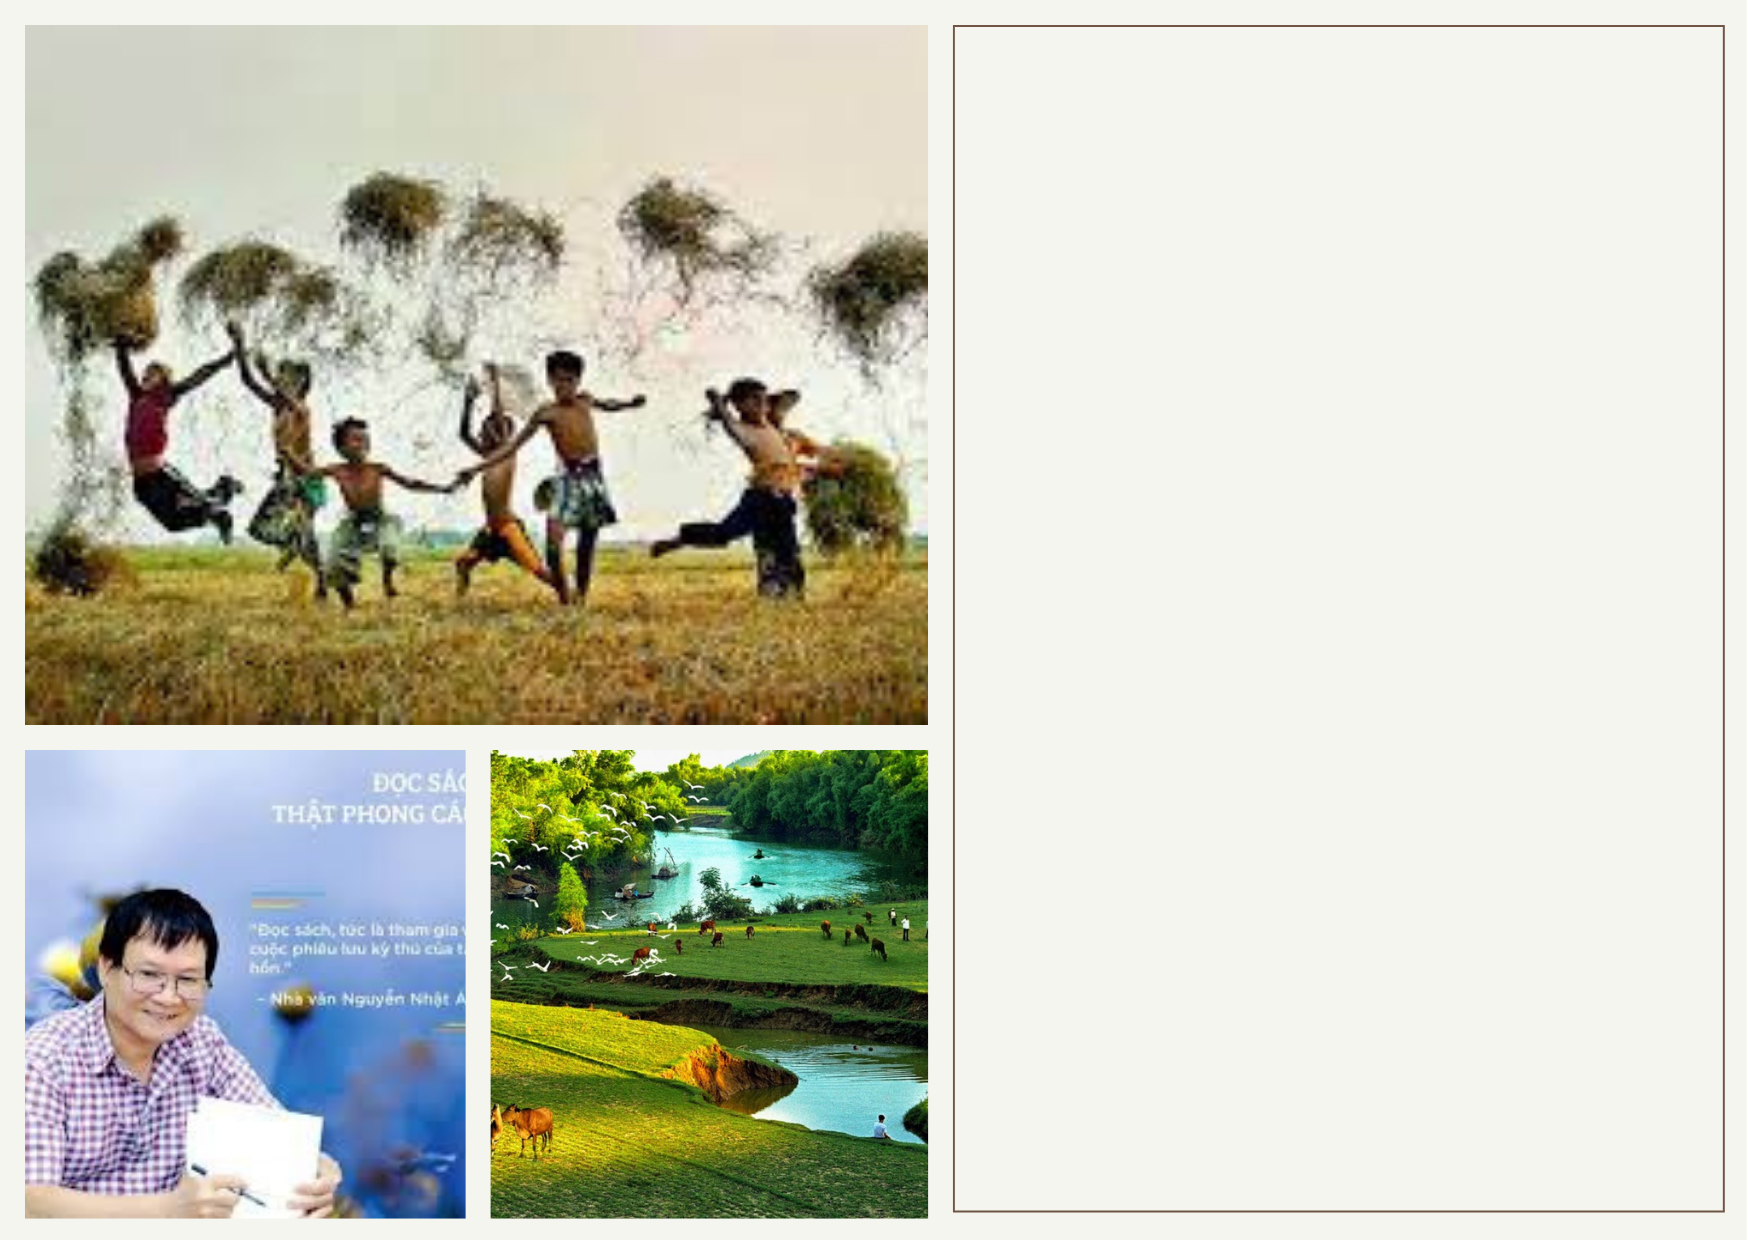 ĐỌC SÁC
THẬT PHONG CÁ
"Đọc sách, tức là tham gia v
cuộc phiêu lưu kỳ thú của t
hồn."
– Nhà văn Nguyễn Nhật Á